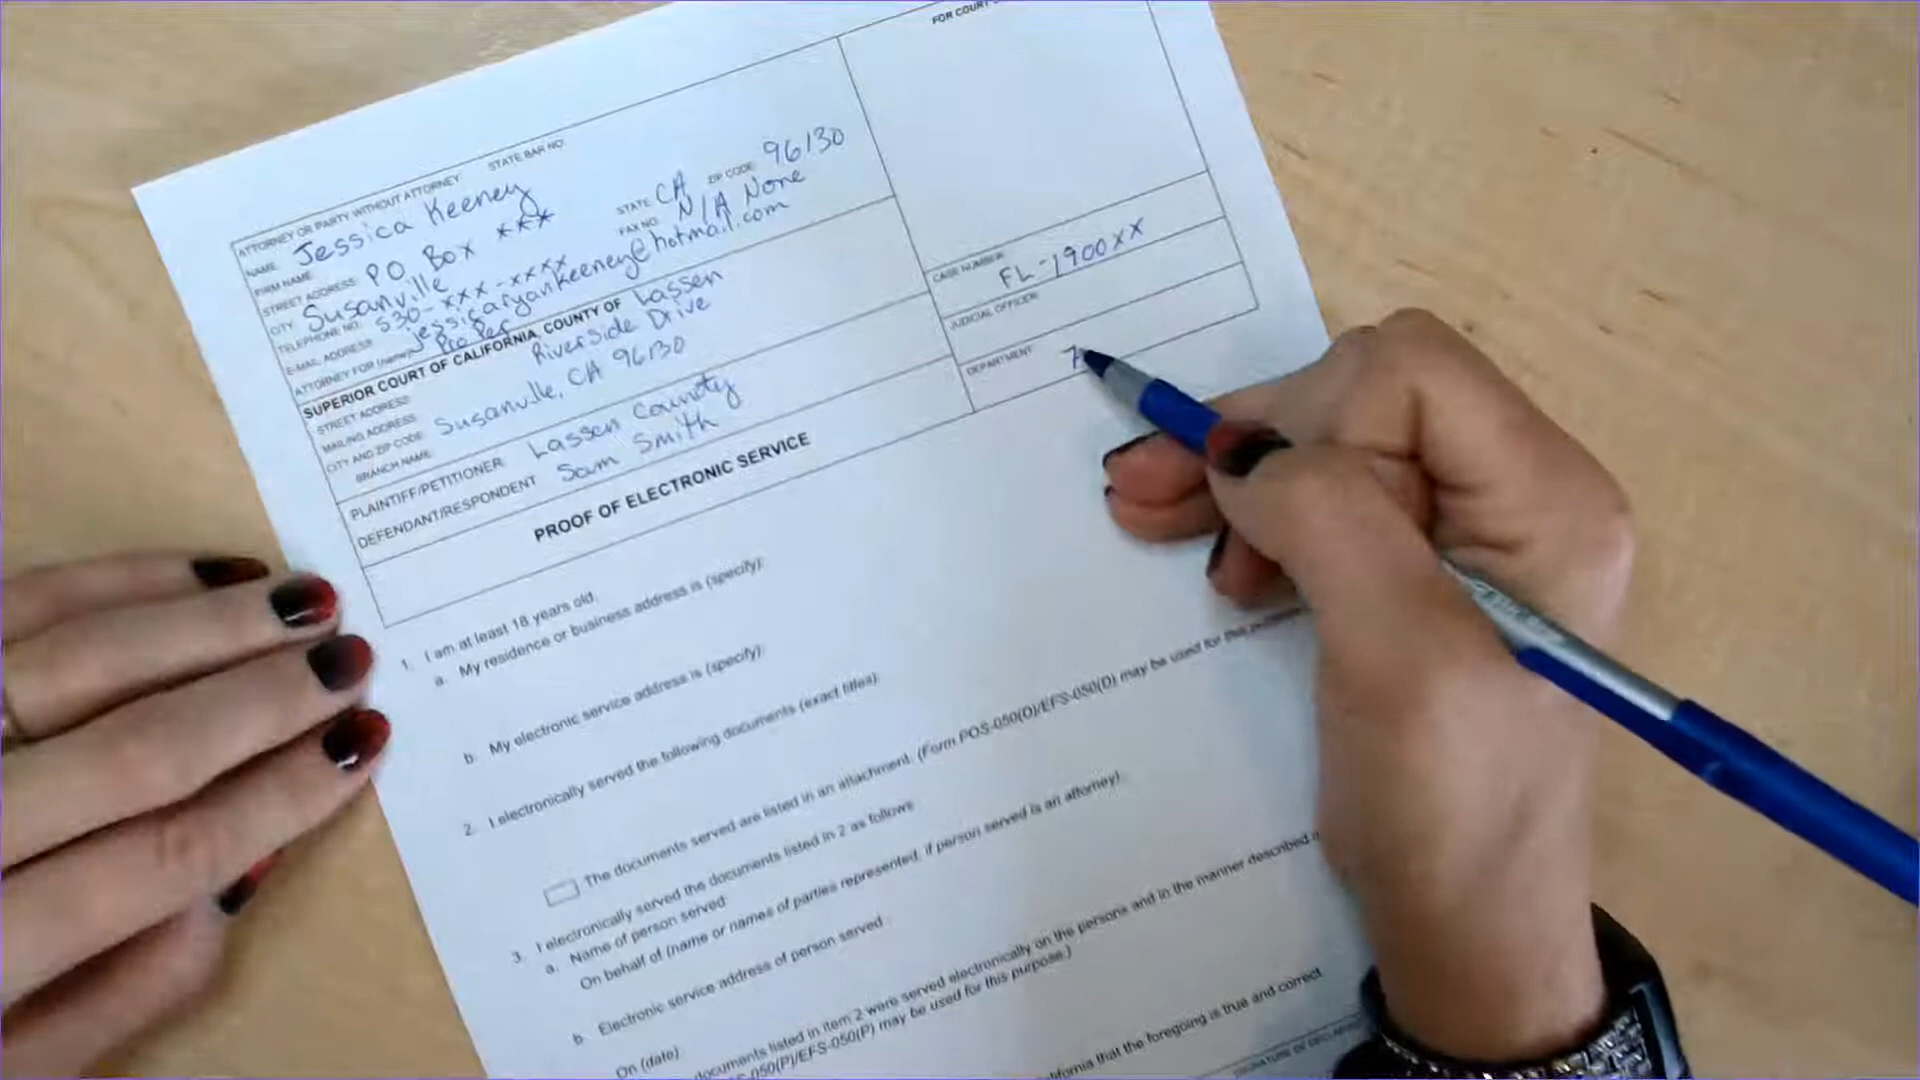 FOR COURT
ATTORNEY OR PARTY WITHOUT ATTORNEY: STATE BAR NO:
NAME: Jessica Keeney
FIRM NAME:
STREET ADDRESS: PO Box ***
CITY: Susanville STATE: CA ZIP CODE: 96130
TELEPHONE NO.: 530-xxx-xxxx FAX NO.: N/A None
E-MAIL ADDRESS: jessicaryankeeney@hotmail.com
ATTORNEY FOR (name): Pro Per
SUPERIOR COURT OF CALIFORNIA, COUNTY OF Lassen
STREET ADDRESS: Riverside Drive
MAILING ADDRESS:
CITY AND ZIP CODE: Susanville, CA 96130
BRANCH NAME:
PLAINTIFF/PETITIONER: Lassen County
DEFENDANT/RESPONDENT: Sam Smith
CASE NUMBER:
FL-1900XX
JUDICIAL OFFICER:
DEPARTMENT: 7
PROOF OF ELECTRONIC SERVICE
1. I am at least 18 years old.
a. My residence or business address is (specify):
b. My electronic service address is (specify):
2. I electronically served the following documents (exact titles):
The documents served are listed in an attachment. (Form POS-050(D)/EFS-050(D) may be used for this
3. I electronically served the documents listed in 2 as follows:
a. Name of person served:
On behalf of (name or names of parties represented, if person served is an attorney):
b. Electronic service address of person served :
On (date):
documents listed in item 2 were served electronically on the persons and in the manner described
-050(P)/EFS-050(P) may be used for this purpose.)
California that the foregoing is true and correct.